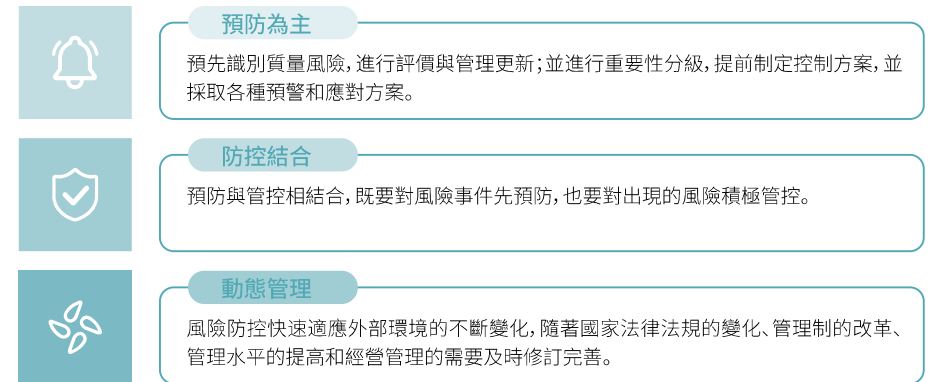 預防為主
預先識別質量風險，進行評價與管理更新；並進行重要性分級，提前制定控制方案，並
採取各種預警和應對方案。
防控結合
預防與管控相結合，既要對風險事件先預防，也要對出現的風險積極管控。
動態管理
風險防控快速適應外部環境的不斷變化，隨著國家法律法規的變化、管理制的改革、
管理水平的提高和經營管理的需要及時修訂完善。